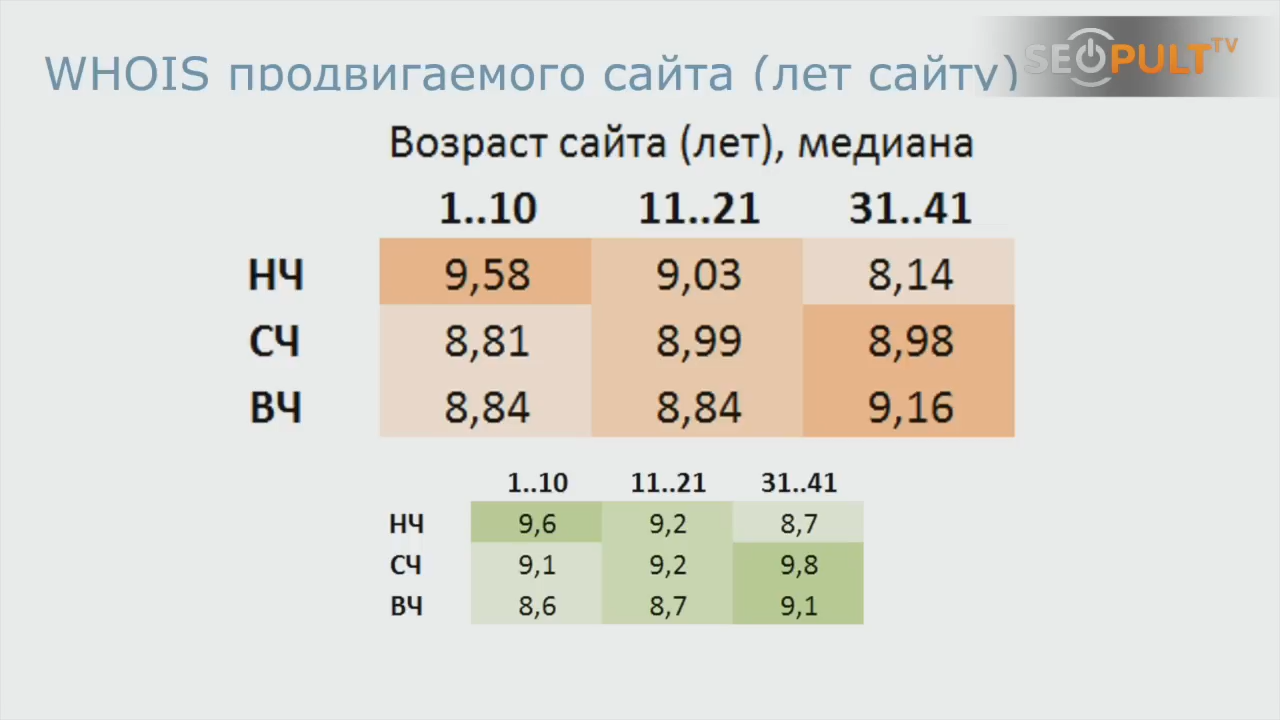 WHOIS продвигаемого сайта (лет сайту)
SEOPULT TV
Возраст сайта (лет), медиана
1..10 11..21 31..41
НЧ 9,58 9,03 8,14
СЧ 8,81 8,99 8,98
ВЧ 8,84 8,84 9,16
1..10 11..21 31..41
НЧ 9,6 9,2 8,7
СЧ 9,1 9,2 9,8
ВЧ 8,6 8,7 9,1